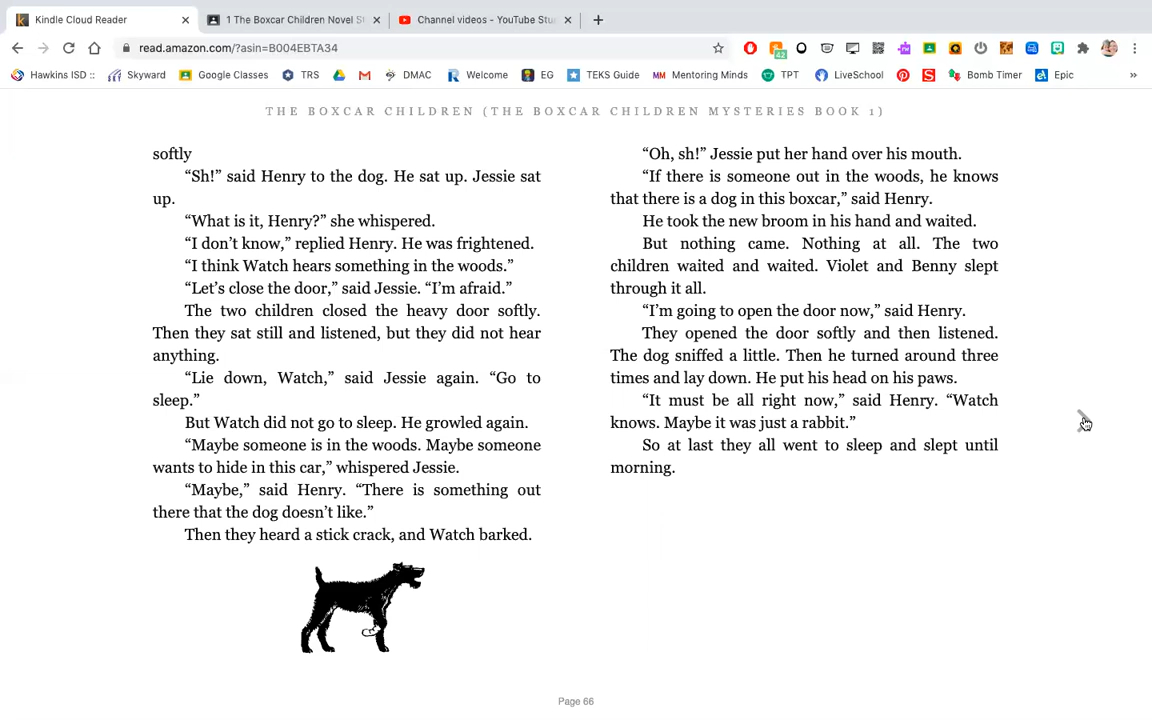 Kindle Cloud Reader
1 The Boxcar Children Novel St
Channel videos - YouTube Stu
read.amazon.com/?asin=B004EBTA34
42
Hawkins ISD ::
Skyward
Google Classes
TRS
DMAC
Welcome
EG
TEKS Guide
MM Mentoring Minds
TPT
LiveSchool
Bomb Timer
Epic
»
THE BOXCAR CHILDREN (THE BOXCAR CHILDREN MYSTERIES BOOK 1)
softly
“Sh!” said Henry to the dog. He sat up. Jessie sat
up.
“What is it, Henry?” she whispered.
“I don’t know,” replied Henry. He was frightened.
“I think Watch hears something in the woods.”
“Let’s close the door,” said Jessie. “I’m afraid.”
The two children closed the heavy door softly.
Then they sat still and listened, but they did not hear
anything.
“Lie down, Watch,” said Jessie again. “Go to
sleep.”
But Watch did not go to sleep. He growled again.
“Maybe someone is in the woods. Maybe someone
wants to hide in this car,” whispered Jessie.
“Maybe,” said Henry. “There is something out
there that the dog doesn’t like.”
Then they heard a stick crack, and Watch barked.
“Oh, sh!” Jessie put her hand over his mouth.
“If there is someone out in the woods, he knows
that there is a dog in this boxcar,” said Henry.
He took the new broom in his hand and waited.
But nothing came. Nothing at all. The two
children waited and waited. Violet and Benny slept
through it all.
“I’m going to open the door now,” said Henry.
They opened the door softly and then listened.
The dog sniffed a little. Then he turned around three
times and lay down. He put his head on his paws.
“It must be all right now,” said Henry. “Watch
knows. Maybe it was just a rabbit.”
So at last they all went to sleep and slept until
morning.
Page 66